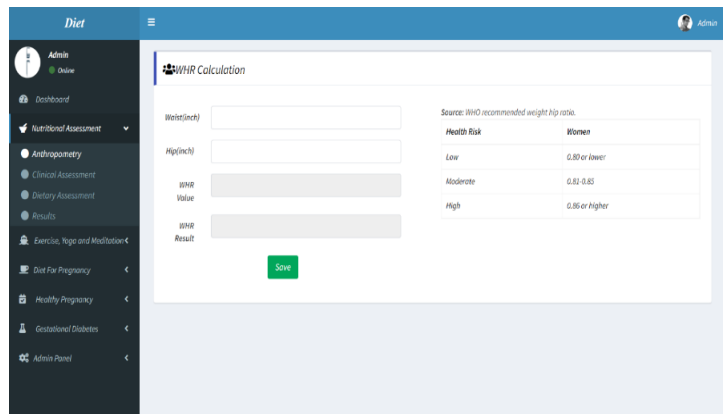 Diet
Admin
Admin
Online
Dashboard
Nutritional Assessment
Anthropometry
Clinical Assessment
Dietary Assessment
Results
Exercise, Yoga and Meditation
Diet For Pregnancy
Healthy Pregnancy
Gestational Diabetes
Admin Panel
WHR Calculation
Waist(inch)
Hip(inch)
WHR
Value
WHR
Result
Save
Source: WHO recommended weight hip ratio.
Health Risk Women
Low 0.80 or lower
Moderate 0.81-0.85
High 0.86 or higher